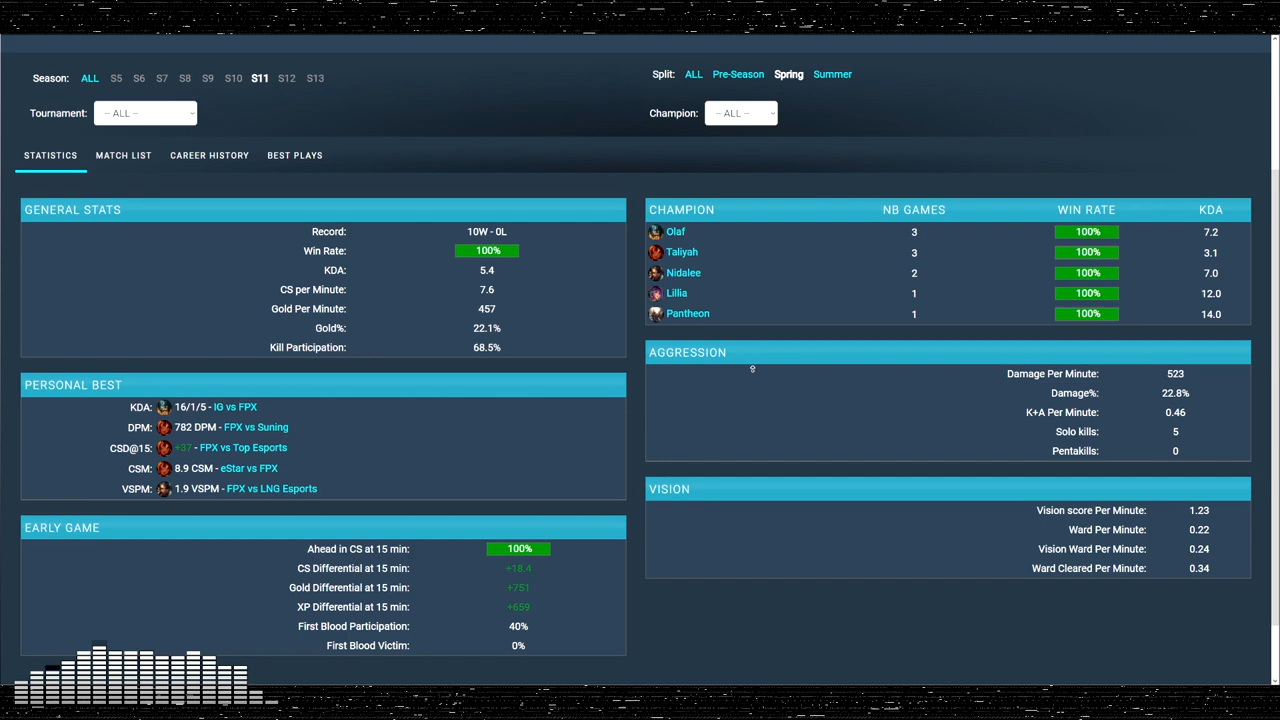 Season: ALL S5 S6 S7 S8 S9 S10 S11 S12 S13
Split: ALL Pre-Season Spring Summer
Tournament: -- ALL --
Champion: -- ALL --
STATISTICS MATCH LIST CAREER HISTORY BEST PLAYS
GENERAL STATS
Record: 10W - 0L
Win Rate: 100%
KDA: 5.4
CS per Minute: 7.6
Gold Per Minute: 457
Gold%: 22.1%
Kill Participation: 68.5%
PERSONAL BEST
KDA: 16/1/5 - IG vs FPX
DPM: 782 DPM - FPX vs Suning
CSD@15: +37 - FPX vs Top Esports
CSM: 8.9 CSM - eStar vs FPX
VSPM: 1.9 VSPM - FPX vs LNG Esports
EARLY GAME
Ahead in CS at 15 min: 100%
CS Differential at 15 min: +18.4
Gold Differential at 15 min: +751
XP Differential at 15 min: +659
First Blood Participation: 40%
First Blood Victim: 0%
CHAMPION NB GAMES WIN RATE KDA
Olaf 3 100% 7.2
Taliyah 3 100% 3.1
Nidalee 2 100% 7.0
Lillia 1 100% 12.0
Pantheon 1 100% 14.0
AGGRESSION
Damage Per Minute: 523
Damage%: 22.8%
K+A Per Minute: 0.46
Solo kills: 5
Pentakills: 0
VISION
Vision score Per Minute: 1.23
Ward Per Minute: 0.22
Vision Ward Per Minute: 0.24
Ward Cleared Per Minute: 0.34